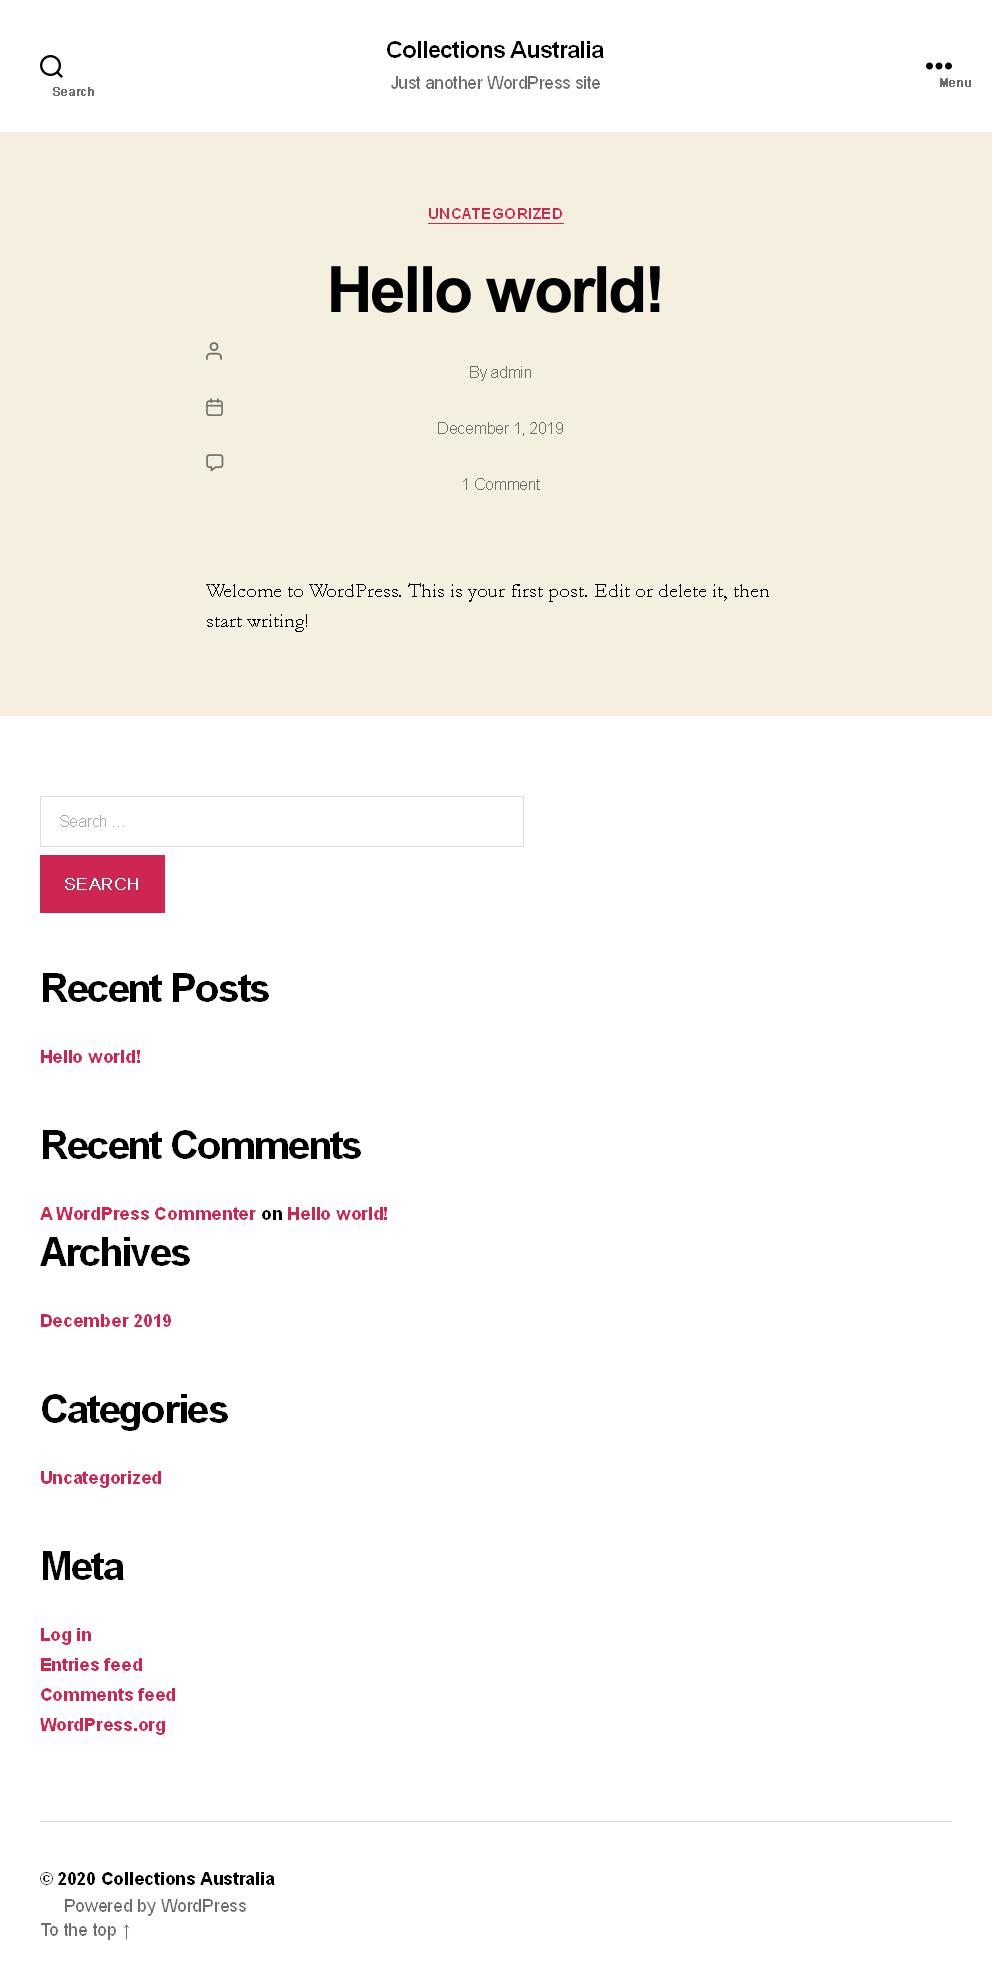 Collections Australia
Just another WordPress site
Search
Menu
UNCATEGORIZED
Hello world!
By admin
December 1, 2019
1 Comment
Welcome to WordPress. This is your first post. Edit or delete it, then
start writing!
Search …
SEARCH
Recent Posts
Hello world!
Recent Comments
A WordPress Commenter on Hello world!
Archives
December 2019
Categories
Uncategorized
Meta
Log in
Entries feed
Comments feed
WordPress.org
© 2020 Collections Australia
Powered by WordPress
To the top ↑